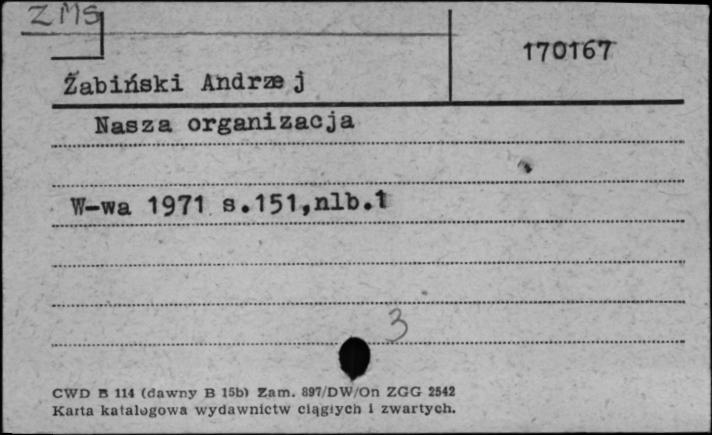 ZMS
170167
Żabiński Andrzej
Nasza organizacja
W-wa 1971 s.151,nlb.1
3
CWD B 114 (dawny B 15b) Zam. 897/DW/On ZGG 2542
Karta katalogowa wydawnictw ciągłych i zwartych.